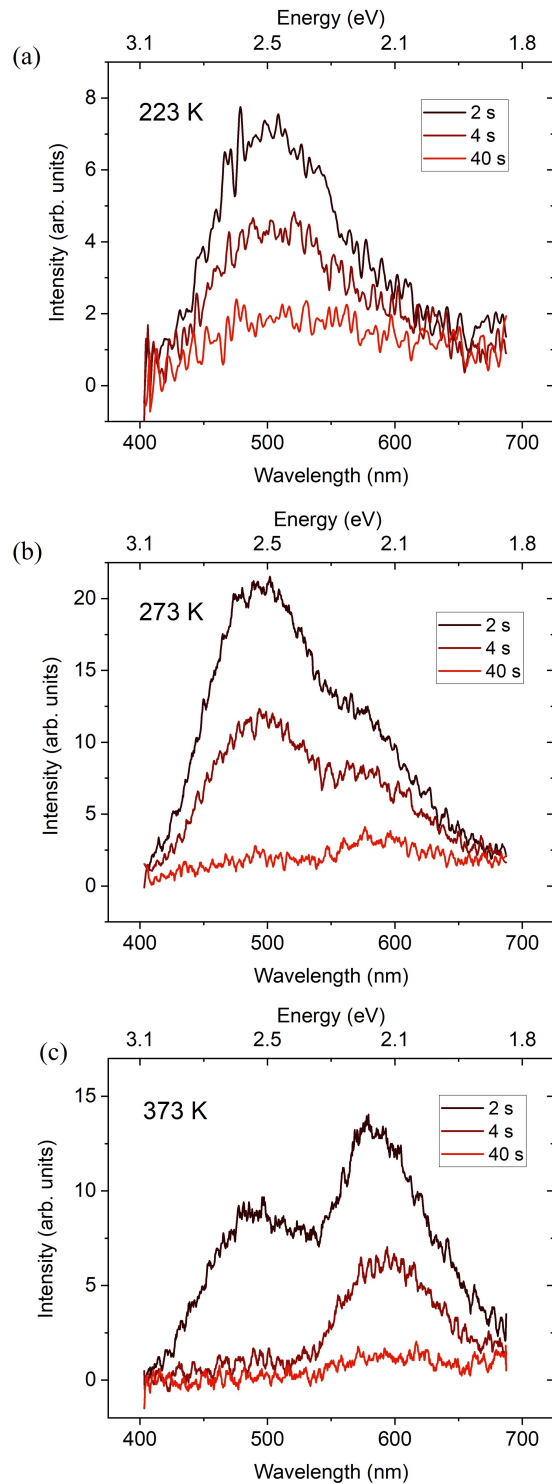 Energy (eV)
3.1 2.5 2.1 1.8
(a)
223 K
2 s
4 s
40 s
8
6
4
2
0
Intensity (arb. units)
400 500 600 700
Wavelength (nm)
Energy (eV)
3.1 2.5 2.1 1.8
(b)
273 K
2 s
4 s
40 s
20
15
10
5
0
Intensity (arb. units)
400 500 600 700
Wavelength (nm)
Energy (eV)
3.1 2.5 2.1 1.8
(c)
373 K
2 s
4 s
40 s
15
10
5
0
Intensity (arb. units)
400 500 600 700
Wavelength (nm)